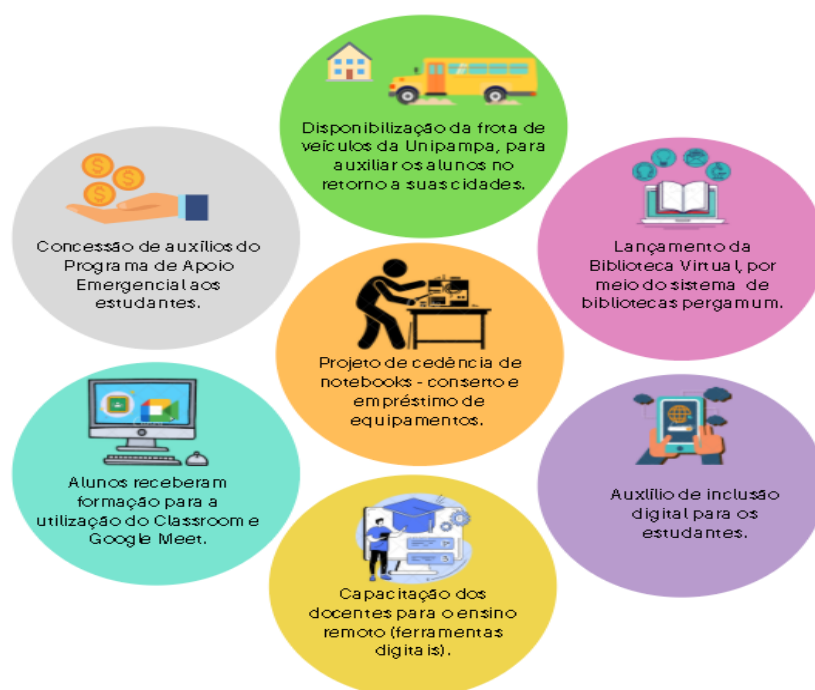 Disponibilização da frota de
veículos da Unipampa, para
auxiliar os alunos no
retorno a suas cidades.
Concessão de auxílios do
Programa de Apoio
Emergencial aos
estudantes.
Lançamento da
Biblioteca Virtual, por
meio do sistema de
bibliotecas pergamum.
Projeto de cedência de
notebooks - conserto e
empréstimo de
equipamentos.
Alunos receberam
formação para a
utilização do Classroom e
Google Meet.
Auxlílio de inclusão
digital para os
estudantes.
Capacitação dos
docentes para o ensino
remoto (ferramentas
digitais).